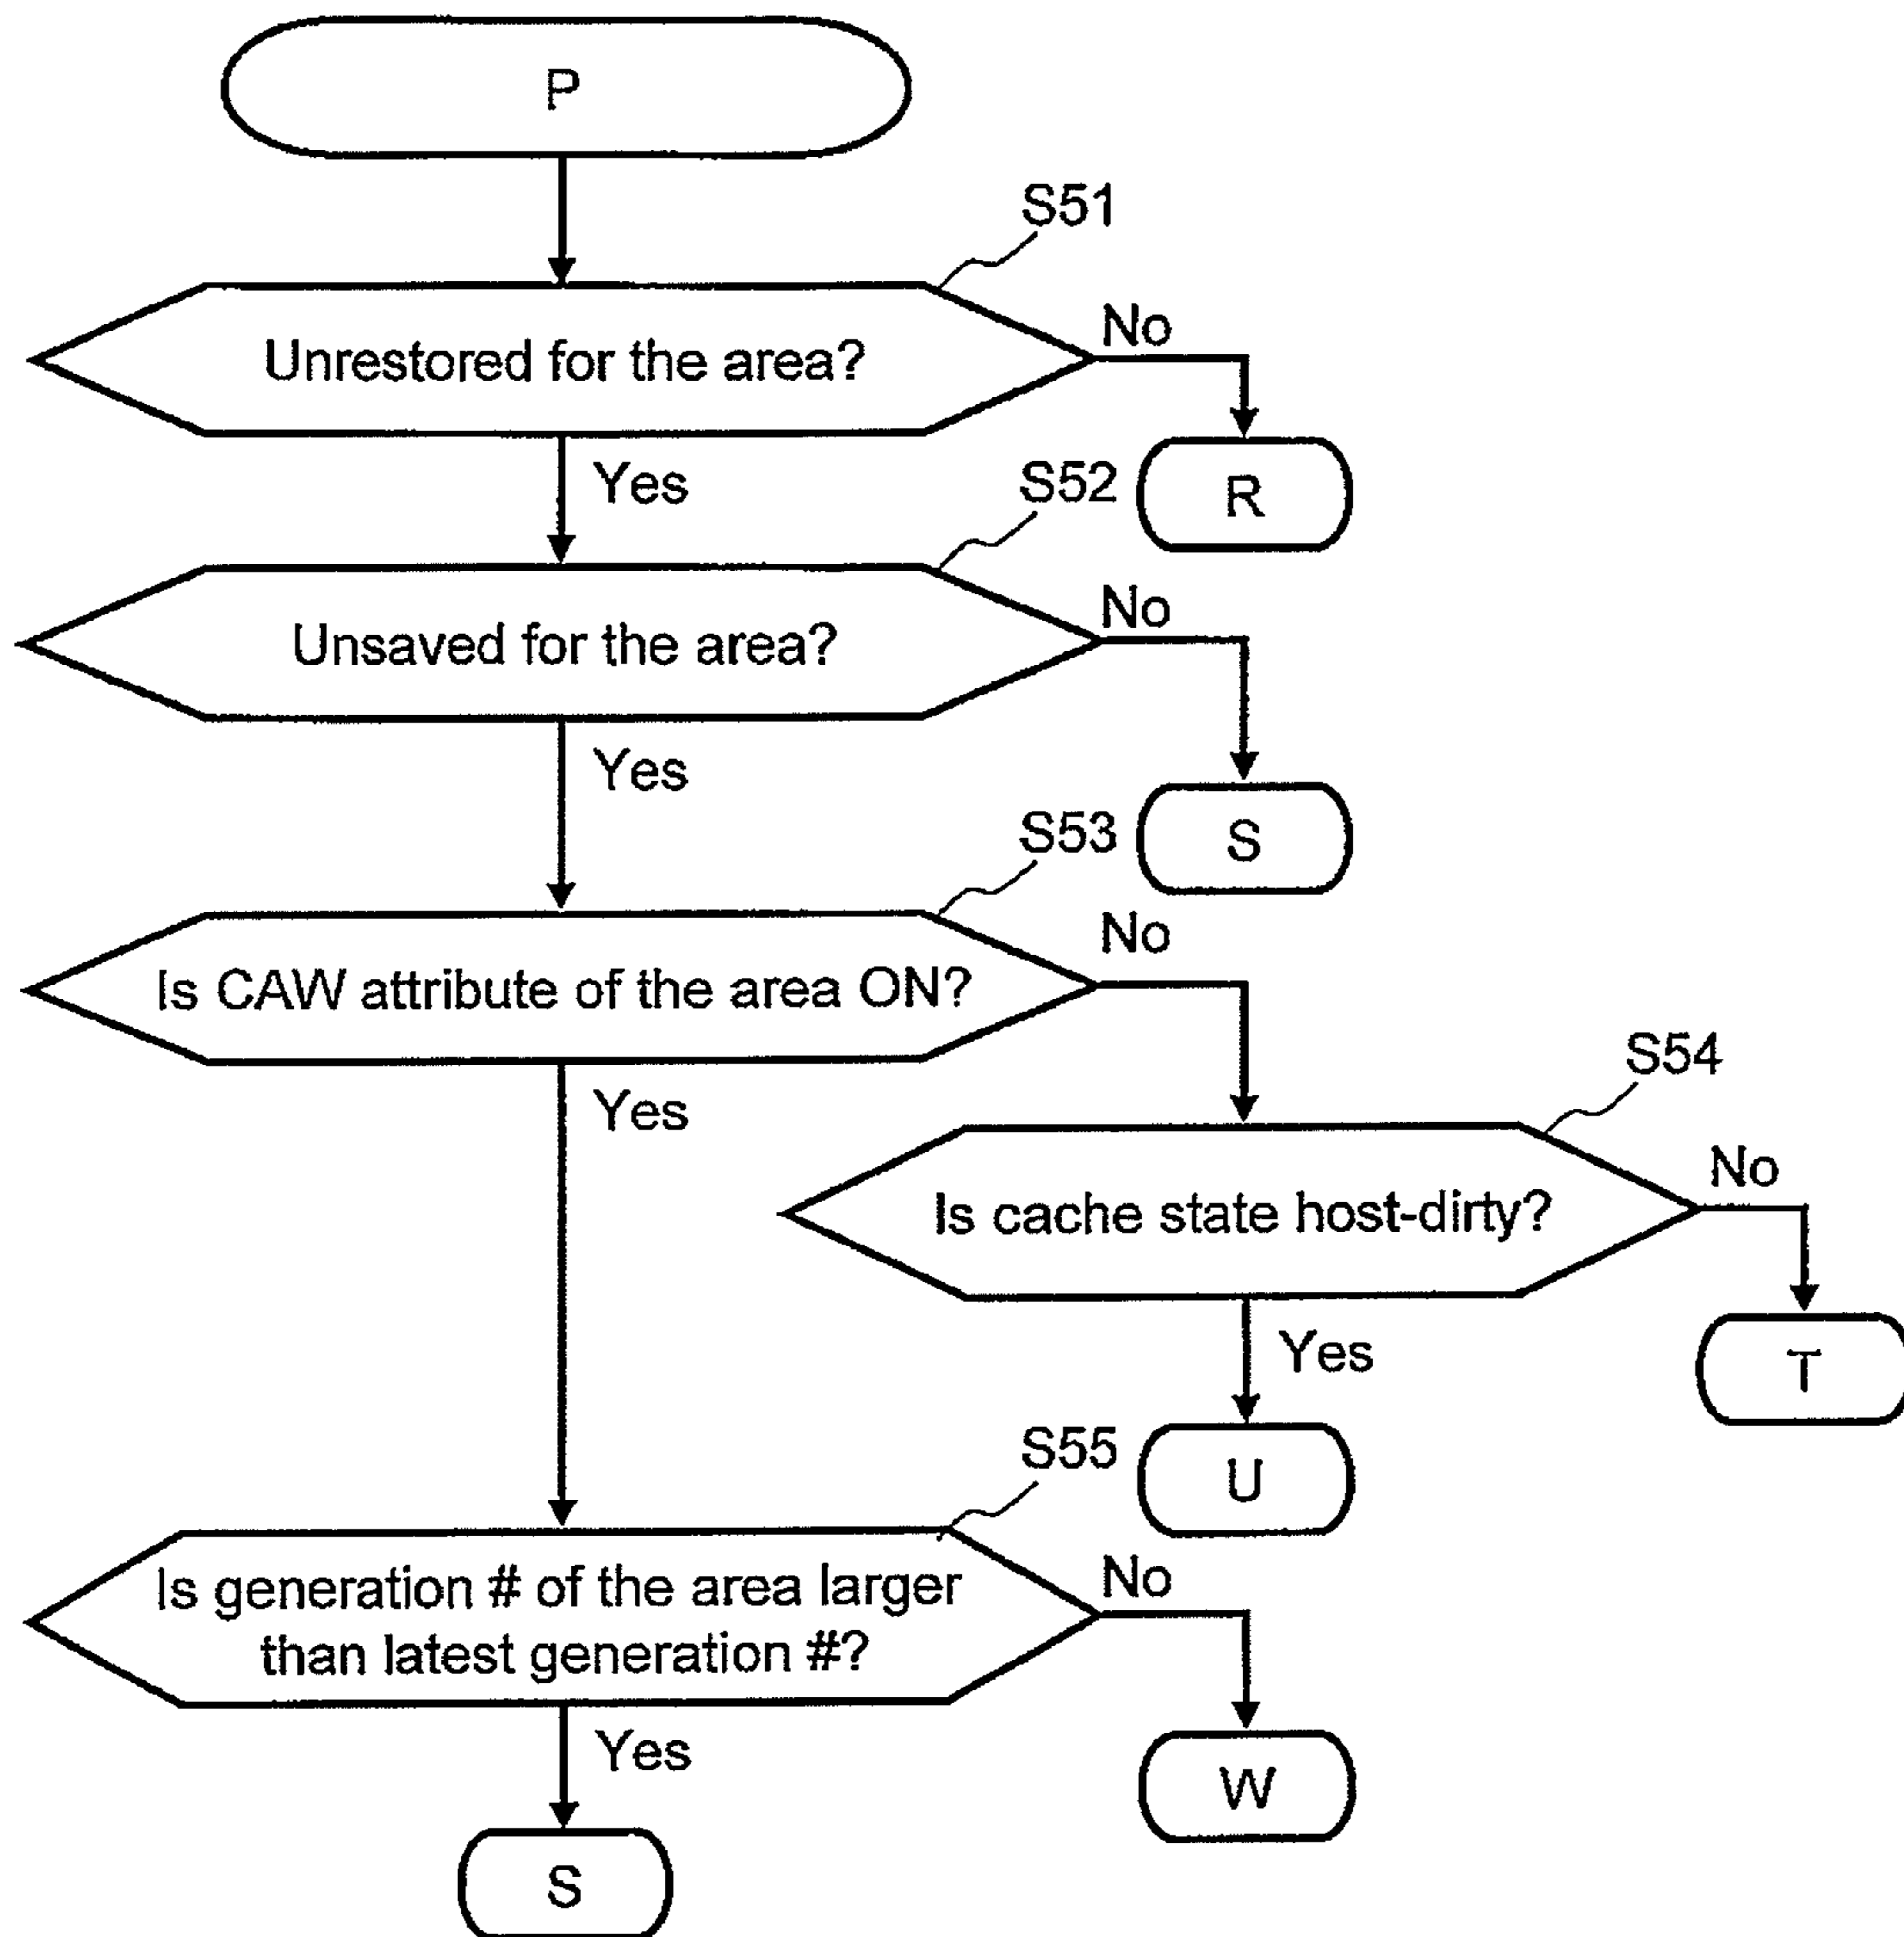 P
S51
Unrestored for the area?
No
R
Yes
S52
Unsaved for the area?
No
S
Yes
S53
Is CAW attribute of the area ON?
No
Yes
S54
Is cache state host-dirty?
No
T
Yes
U
S55
Is generation # of the area larger
than latest generation #?
No
W
Yes
S